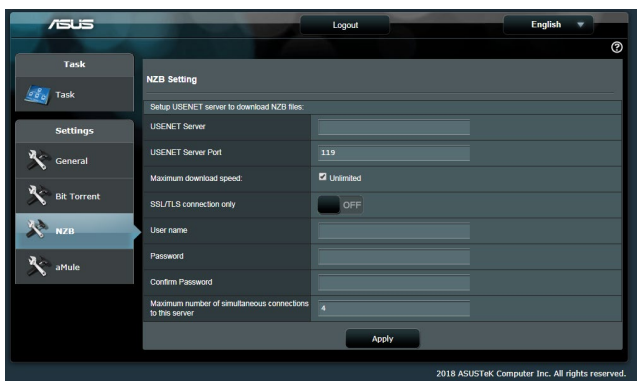 ASUS
Logout
English
?
Task
Task
Settings
General
Bit Torrent
NZB
aMule
NZB Setting
Setup USENET server to download NZB files:
USENET Server
USENET Server Port
119
Maximum download speed:
Unlimited
SSL/TLS connection only
OFF
User name
Password
Confirm Password
Maximum number of simultaneous connections
to this server
4
Apply
2018 ASUSTeK Computer Inc. All rights reserved.